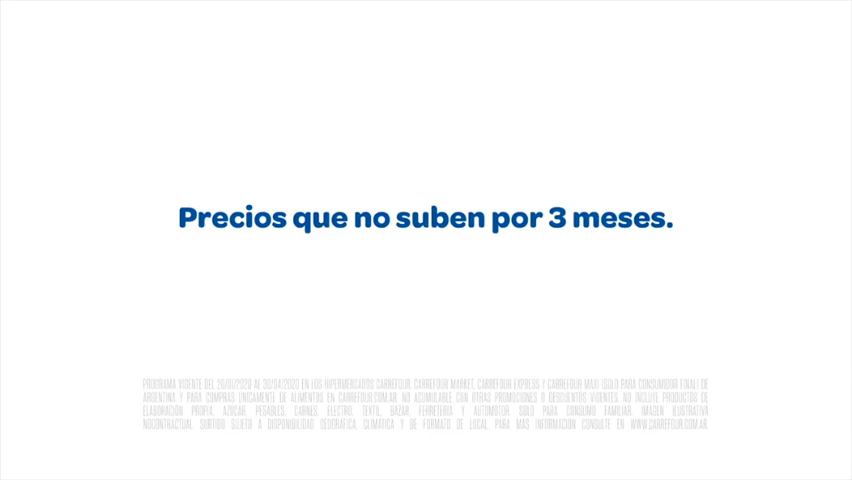 Precios que no suben por 3 meses.
PROGRAMA VIGENTE DEL 20/01/2020 AL 30/04/2020 EN LOS HIPERMERCADOS CARREFOUR, CARREFOUR MARKET, CARREFOUR EXPRESS Y CARREFOUR MAXI (SOLO PARA CONSUMIDOR FINAL) DE
ARGENTINA Y PARA COMPRAS ÚNICAMENTE DE ALIMENTOS EN CARREFOUR.COM.AR. NO ACUMULABLE CON OTRAS PROMOCIONES O DESCUENTOS VIGENTES. NO INCLUYE PRODUCTOS DE
ELABORACIÓN PROPIA, AZÚCAR, PESABLES, CARNES, ELECTRO, TEXTIL, BAZAR, FERRETERÍA Y AUTOMOTOR. SOLO PARA CONSUMO FAMILIAR. IMAGEN ILUSTRATIVA
NOCONTRACTUAL. SURTIDO SUJETO A DISPONIBILIDAD GEOGRÁFICA, CLIMÁTICA Y DE FORMATO DE LOCAL. PARA MÁS INFORMACIÓN CONSULTE EN WWW.CARREFOUR.COM.AR